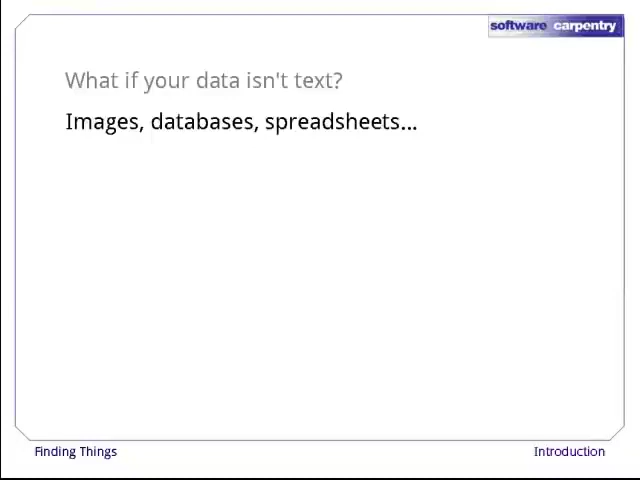 software carpentry
What if your data isn't text?
Images, databases, spreadsheets...
Finding Things
Introduction